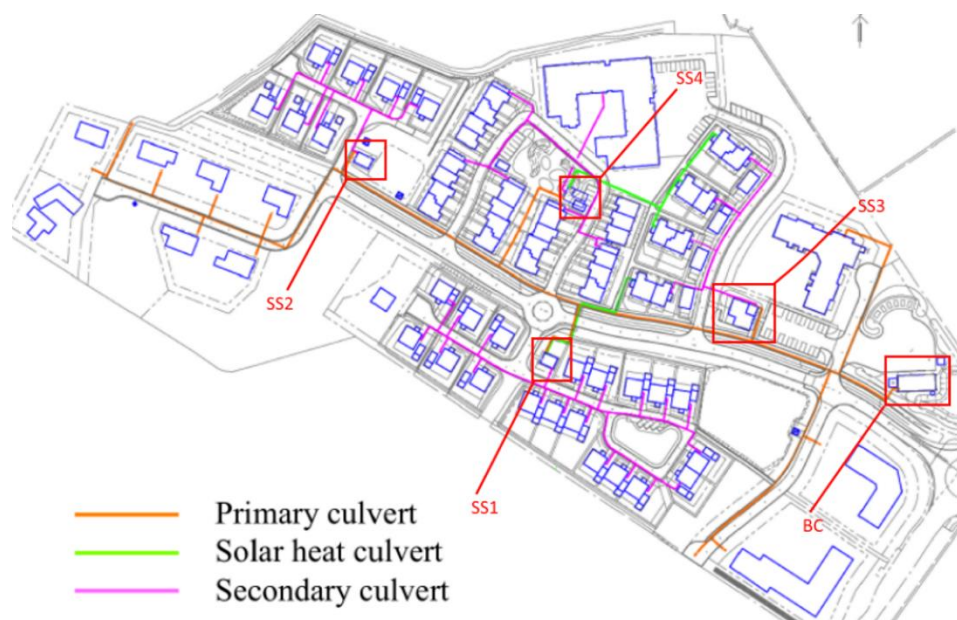 SS4
SS3
SS2
SS1
BC
Primary culvert
Solar heat culvert
Secondary culvert